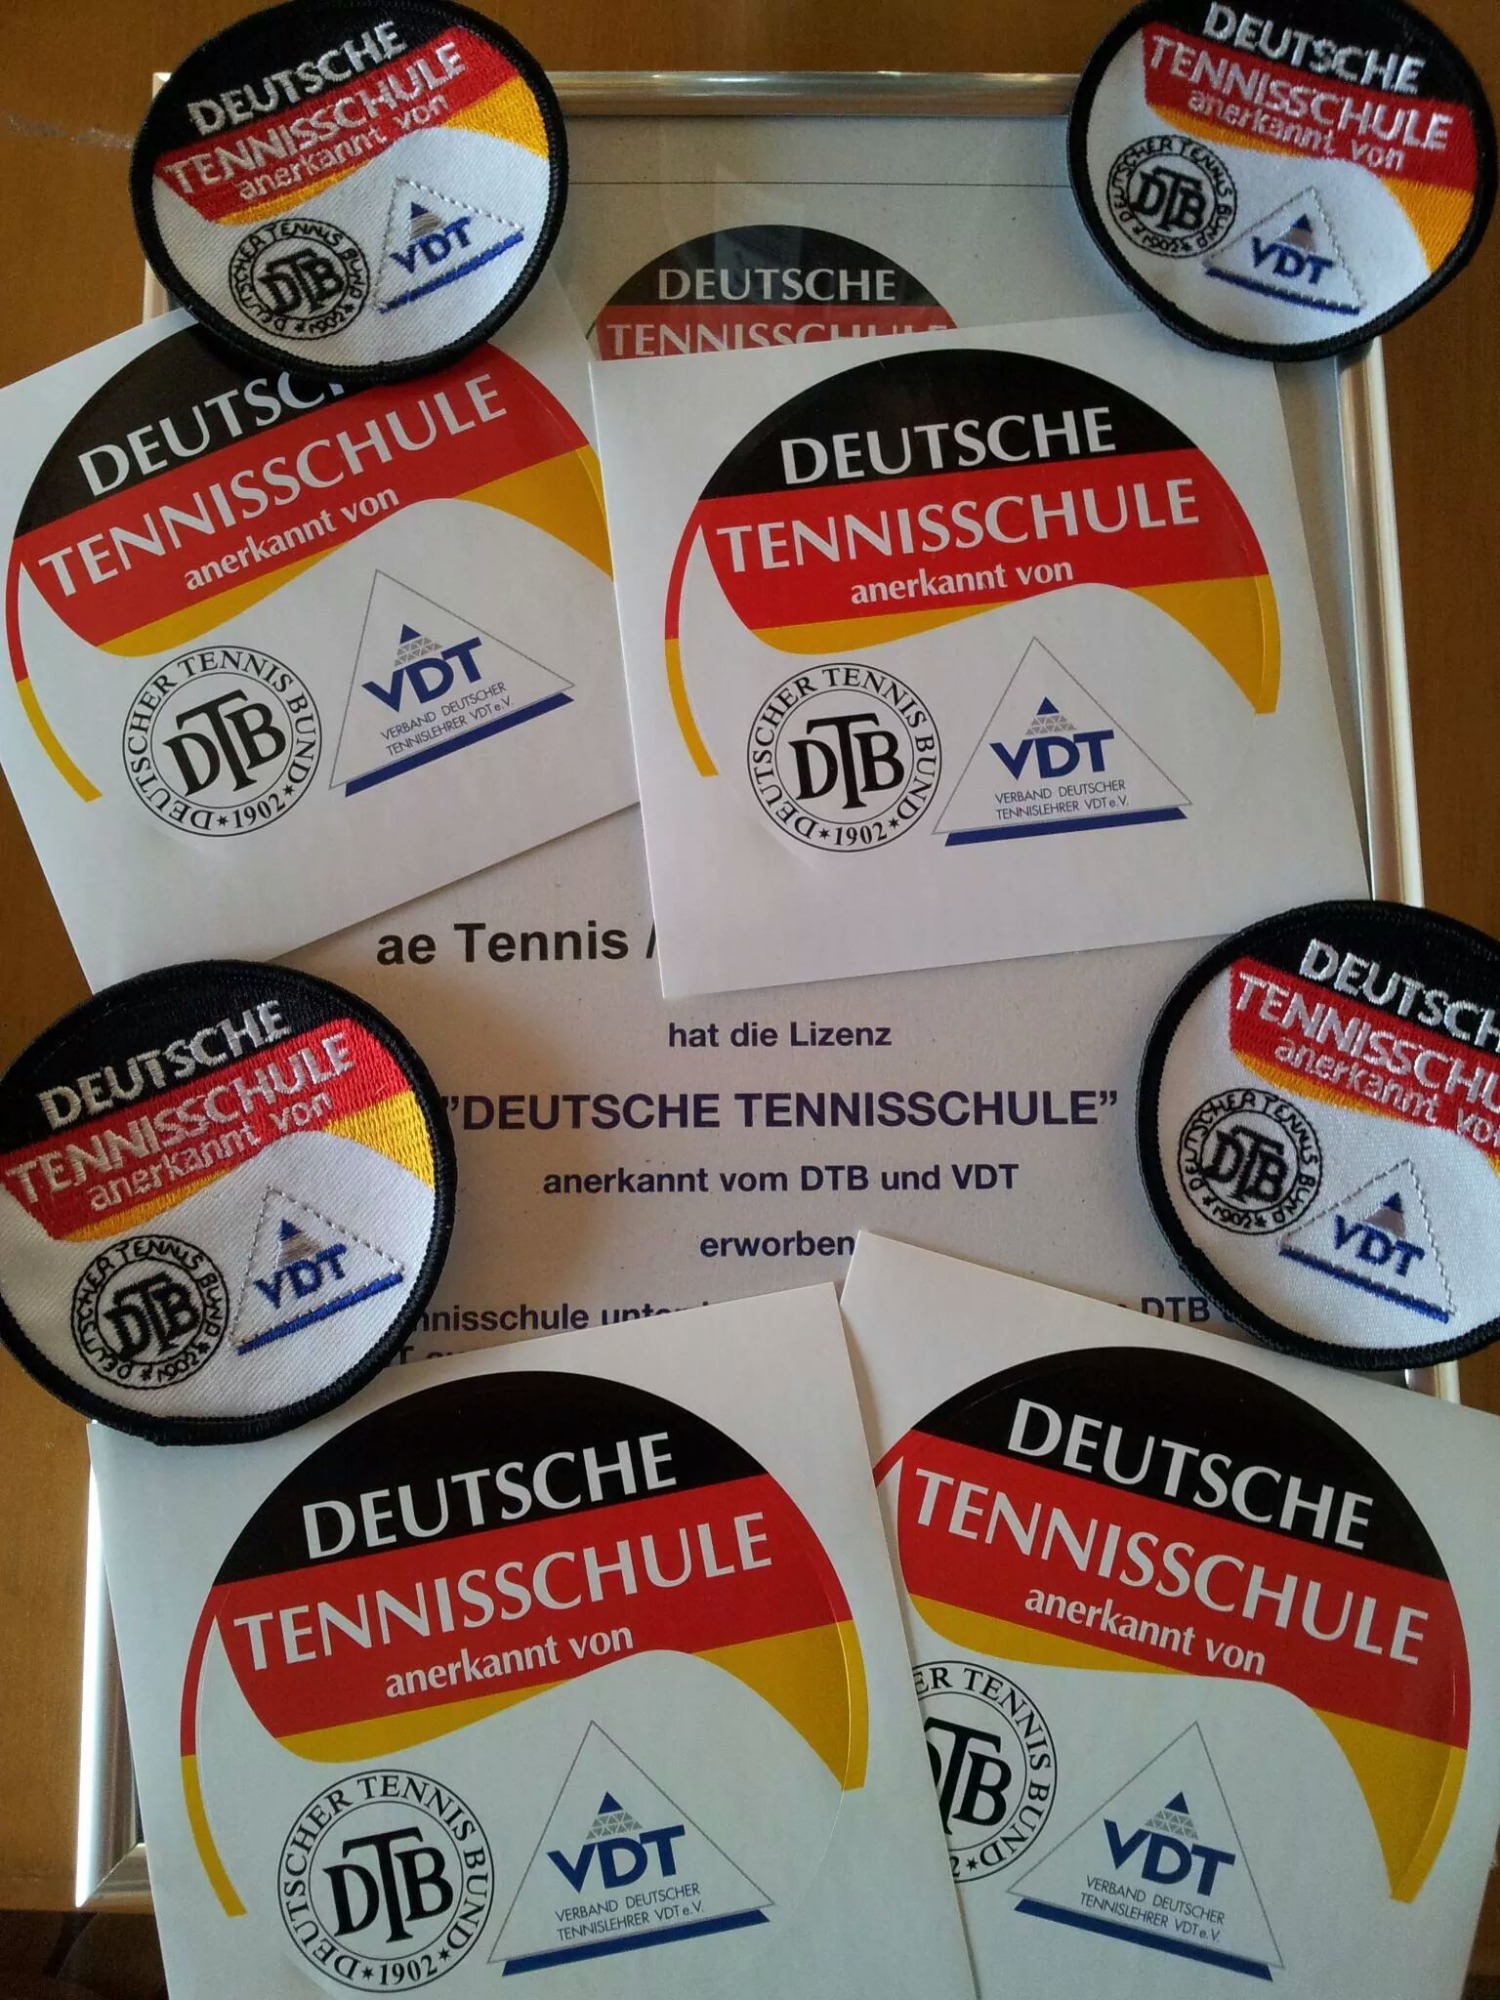 DEUTSCHE
TENNISSCHULE
anerkannt von
DEUTSCHER TENNIS BUND
DTB
*1902*
VDT
DEUTSCHE
TENNISSCHULE
anerkannt von
DEUTSCHER TENNIS BUND
DTB
*1902*
VDT
DEUTSCHE
TENNISSCHULE
TENNISSCHULE
anerkannt von
DEUTSCHER TENNIS BUND
DTB
*1902*
VDT
VERBAND DEUTSCHER
TENNISLEHRER VDT e.V.
DEUTSCHE
TENNISSCHULE
anerkannt von
DEUTSCHER TENNIS BUND
DTB
*1902*
VDT
VERBAND DEUTSCHER
TENNISLEHRER VDT e.V.
ae Tennis /
hat die Lizenz
”DEUTSCHE TENNISSCHULE”
anerkannt vom DTB und VDT
erworben
DTB
DEUTSCHE
TENNISSCHULE
anerkannt von
DEUTSCHER TENNIS BUND
DTB
*1902*
VDT
anerkannt
DEUTSCHER TENNIS BUND
DTB
*1902*
VDT
DEUTSCHE
TENNISSCHULE
anerkannt von
DEUTSCHER TENNIS BUND
DTB
*1902*
VDT
VERBAND DEUTSCHER
TENNISLEHRER VDT e.V.
DEUTSCHE
TENNISSCHULE
anerkannt von
TENNIS BUND
VDT
VERBAND DEUTSCHER
TENNISLEHRER VDT e.V.